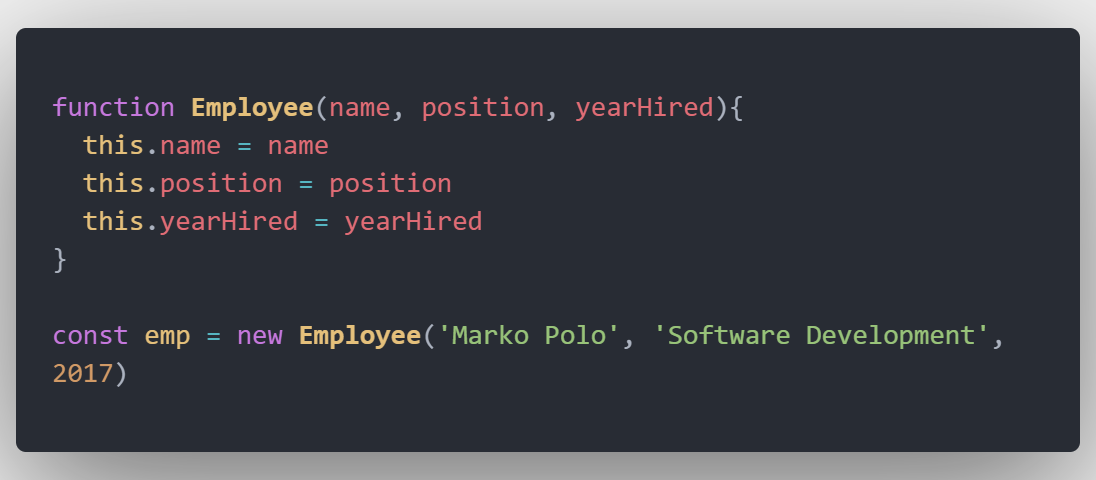 function Employee(name, position, yearHired){
  this.name = name
  this.position = position
  this.yearHired = yearHired
}

const emp = new Employee('Marko Polo', 'Software Development',
2017)